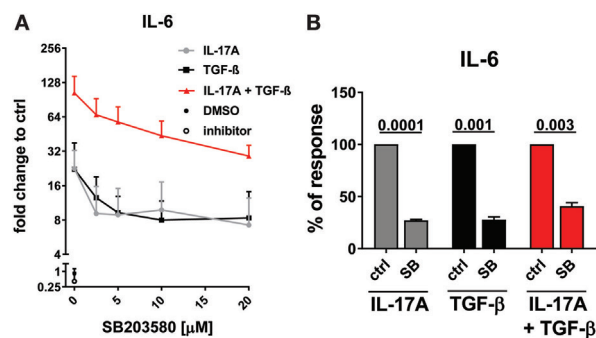 A
IL-6
fold change to ctrl
256
128
64
32
16
8
4
1
0.25
IL-17A
TGF-ß
IL-17A + TGF-ß
DMSO
inhibitor
0
5
10
15
20
SB203580 [µM]
B
IL-6
% of response
150
100
50
0
0.0001
0.001
0.003
ctrl
SB
ctrl
SB
ctrl
SB
IL-17A
TGF-β
IL-17A
+ TGF-β